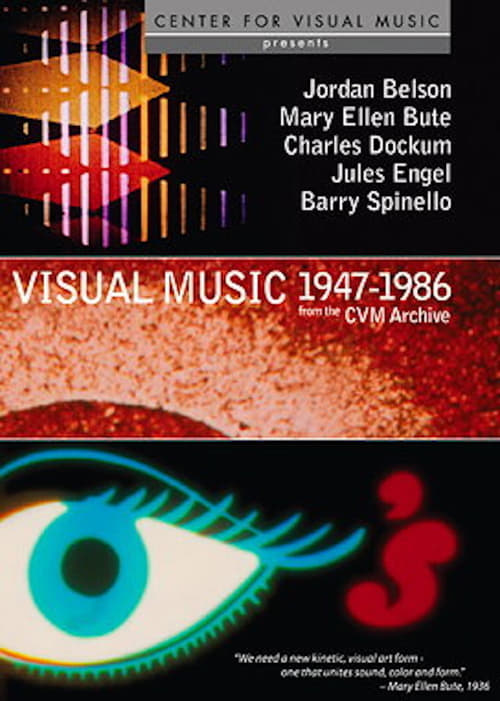 CENTER FOR VISUAL MUSIC
presents
Jordan Belson
Mary Ellen Bute
Charles Dockum
Jules Engel
Barry Spinello
VISUAL MUSIC 1947-1986
from the CVM Archive
's
"We need a new kinetic, visual art form -
one that unites sound, color and form."
– Mary Ellen Bute, 1936